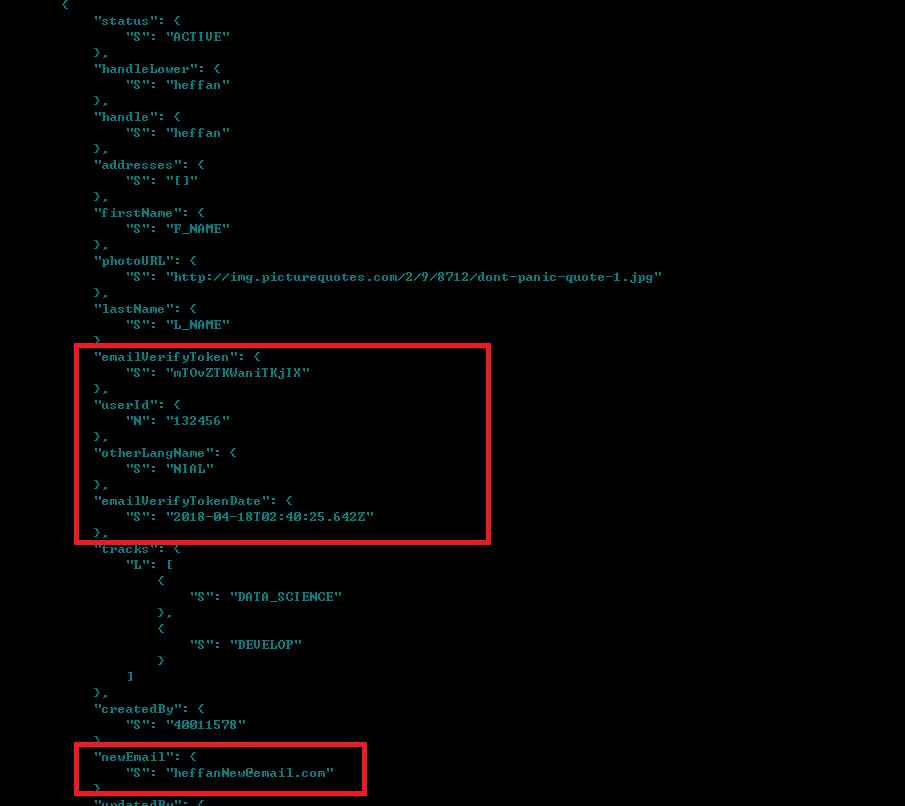 {
"status": {
"S": "ACTIVE"
},
"handleLower": {
"S": "heffan"
},
"handle": {
"S": "heffan"
},
"addresses": {
"S": "[]"
},
"firstName": {
"S": "F_NAME"
},
"photoURL": {
"S": "http://img.picturequotes.com/2/9/8712/dont-panic-quote-1.jpg"
},
"lastName": {
"S": "L_NAME"
},
"emailVerifyToken": {
"S": "mTOvZTKWaniTKjIX"
},
"userId": {
"N": "132456"
},
"otherLangName": {
"S": "NIAL"
},
"emailVerifyTokenDate": {
"S": "2018-04-18T02:40:25.642Z"
},
"tracks": {
"L": [
{
"S": "DATA_SCIENCE"
},
{
"S": "DEVELOP"
}
]
},
"createdBy": {
"S": "40011578"
},
"newEmail": {
"S": "heffanNew@email.com"
},
"updatedBy": {